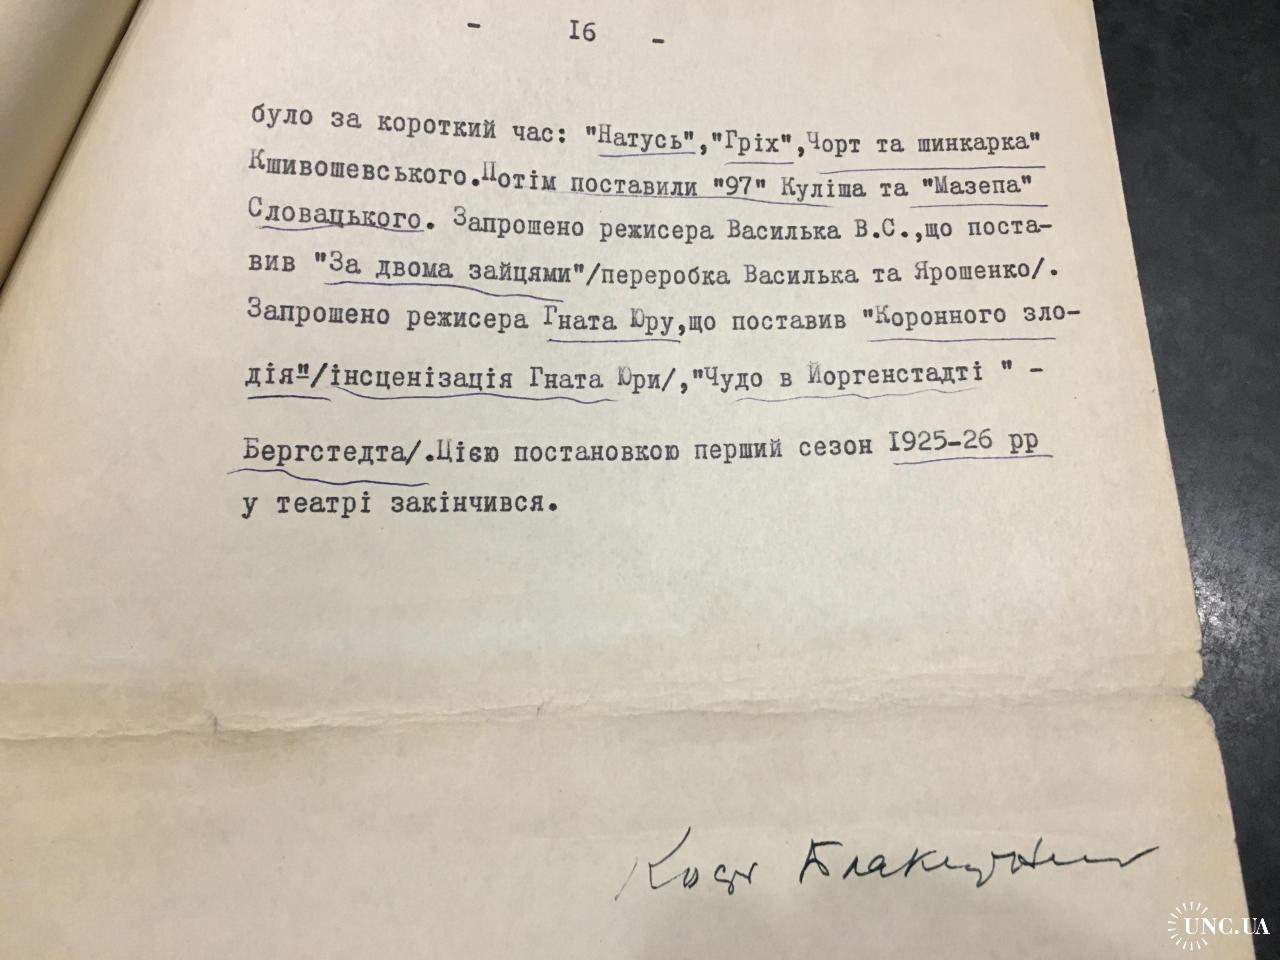 - 16 -
було за короткий час: "Натусь","Гріх",Чорт та шинкарка"
Кшивошевського.Потім поставили "97" Куліша та "Мазепа"
Словацького. Запрошено режисера Василька В.С.,що поста-
вив "За двома зайцями"/переробка Василька та Ярошенко/.
Запрошено режисера Гната Юру,що поставив "Коронного зло-
дія"/інсценізація Гната Юри/,"Чудо в Йоргенстадті " -
Бергстедта/.Цією постановкою перший сезон 1925-26 рр
у театрі закінчився.
UNC.UA